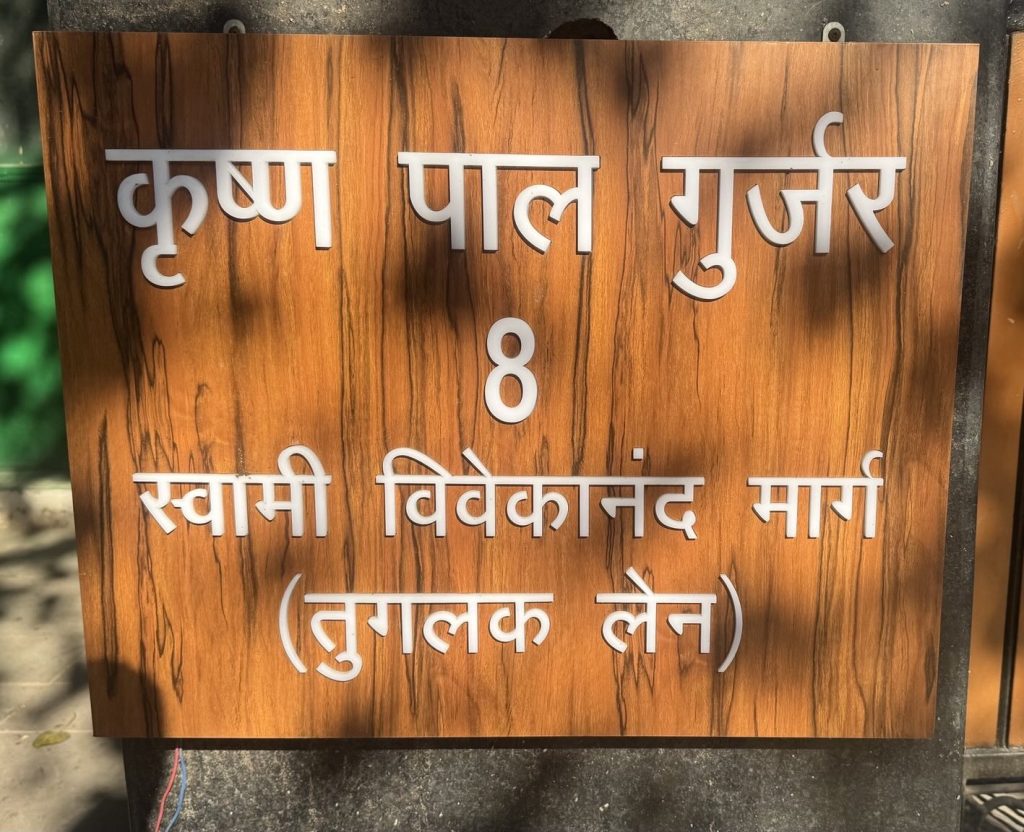 कृष्ण पाल गुर्जर
8
स्वामी विवेकानंद मार्ग
(तुगलक लेन)